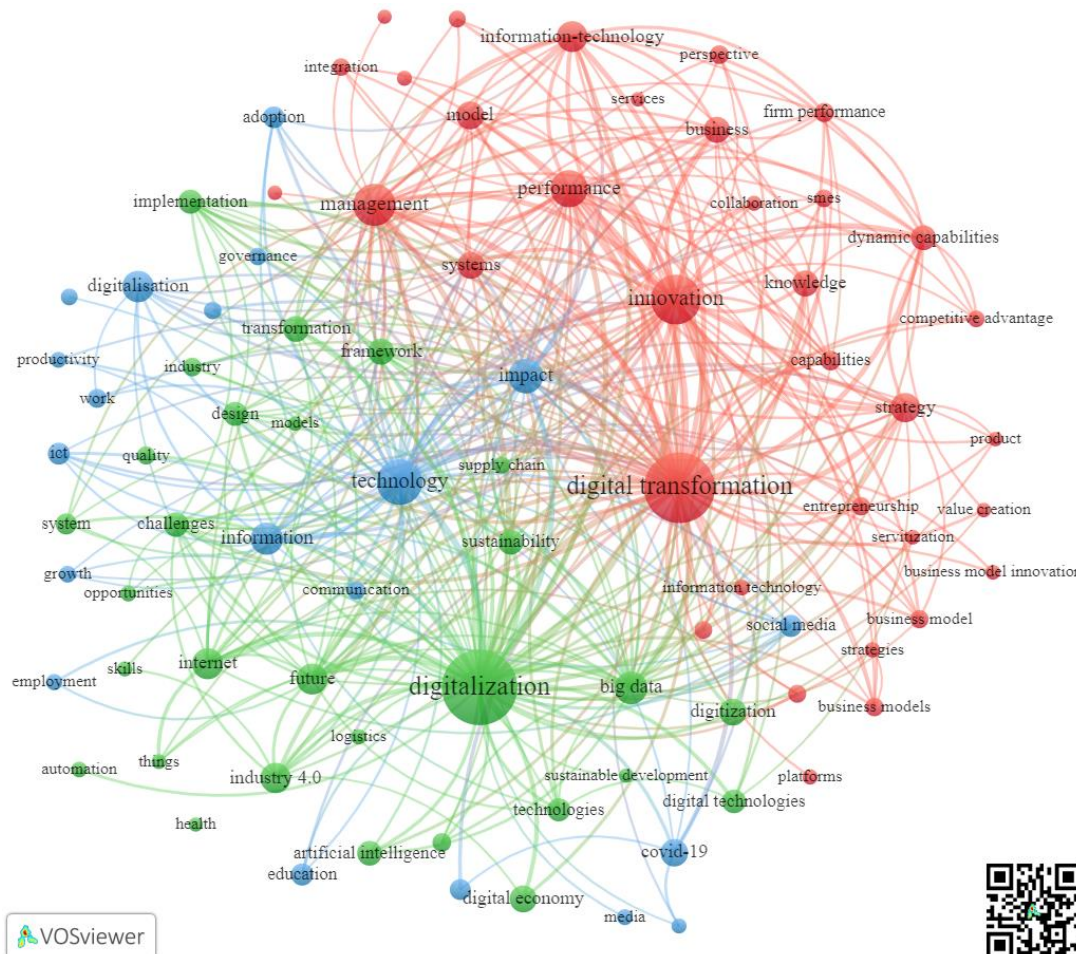 information-technology
perspective
integration
services
firm performance
adoption
model
business
implementation
management
performance
collaboration
smes
governance
systems
dynamic capabilities
digitalisation
innovation
knowledge
transformation
competitive advantage
productivity
industry
framework
impact
capabilities
work
design
models
strategy
ict
quality
supply chain
product
technology
digital transformation
system
challenges
information
sustainability
entrepreneurship
value creation
servitization
growth
opportunities
communication
information technology
business model innovation
social media
business model
internet
skills
future
strategies
employment
digitalization
big data
digitization
business models
logistics
automation
things
industry 4.0
sustainable development
platforms
technologies
digital technologies
health
artificial intelligence
covid-19
education
digital economy
media
VOSviewer